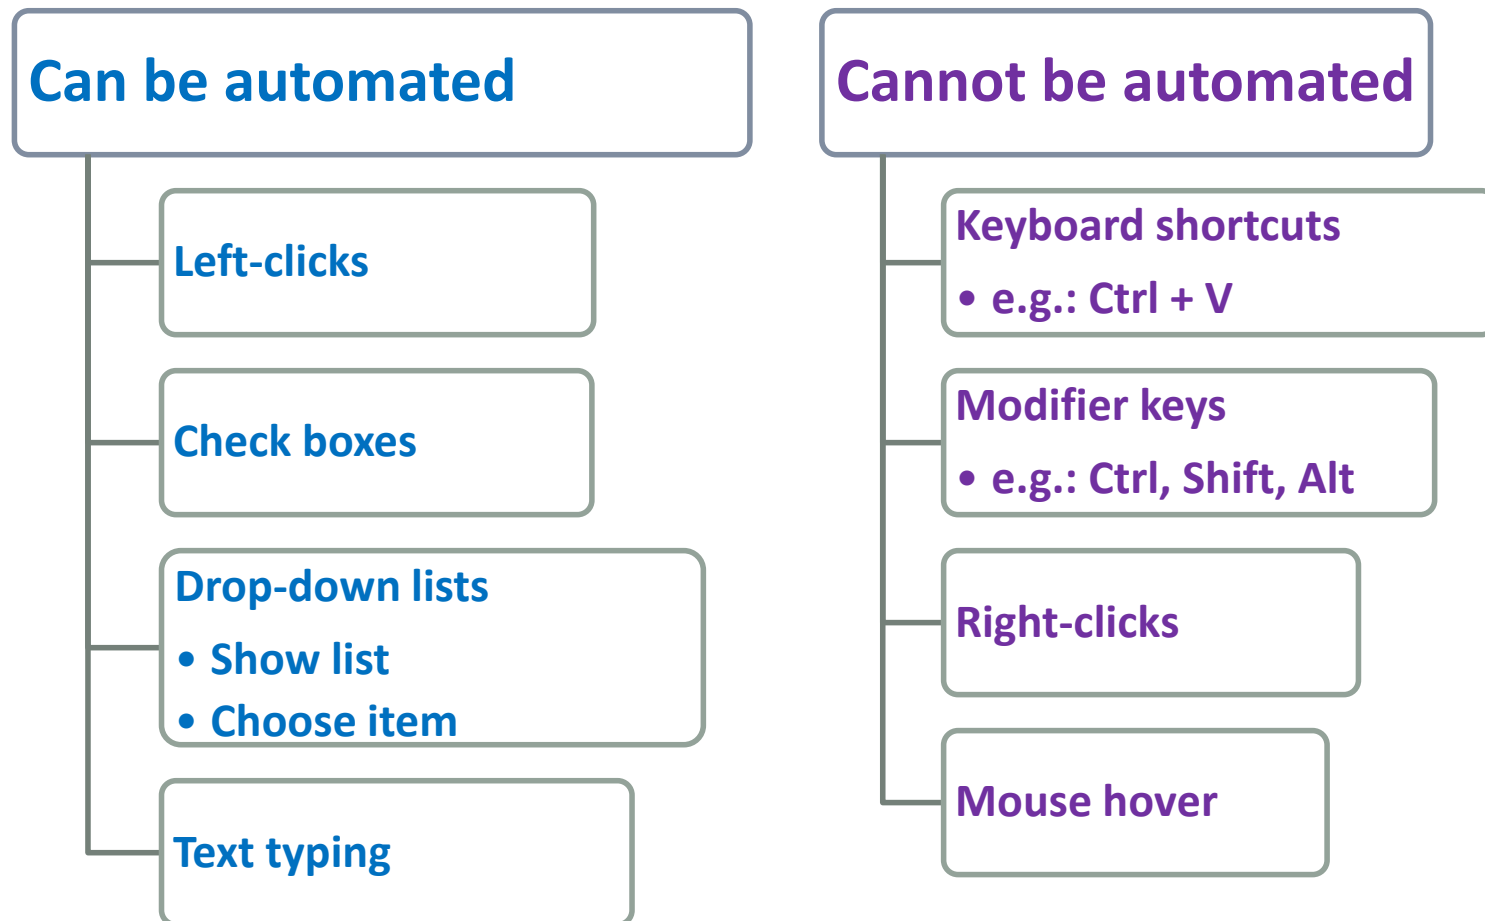 Can be automated
Left-clicks
Check boxes
Drop-down lists
• Show list
• Choose item
Text typing
Cannot be automated
Keyboard shortcuts
• e.g.: Ctrl + V
Modifier keys
• e.g.: Ctrl, Shift, Alt
Right-clicks
Mouse hover